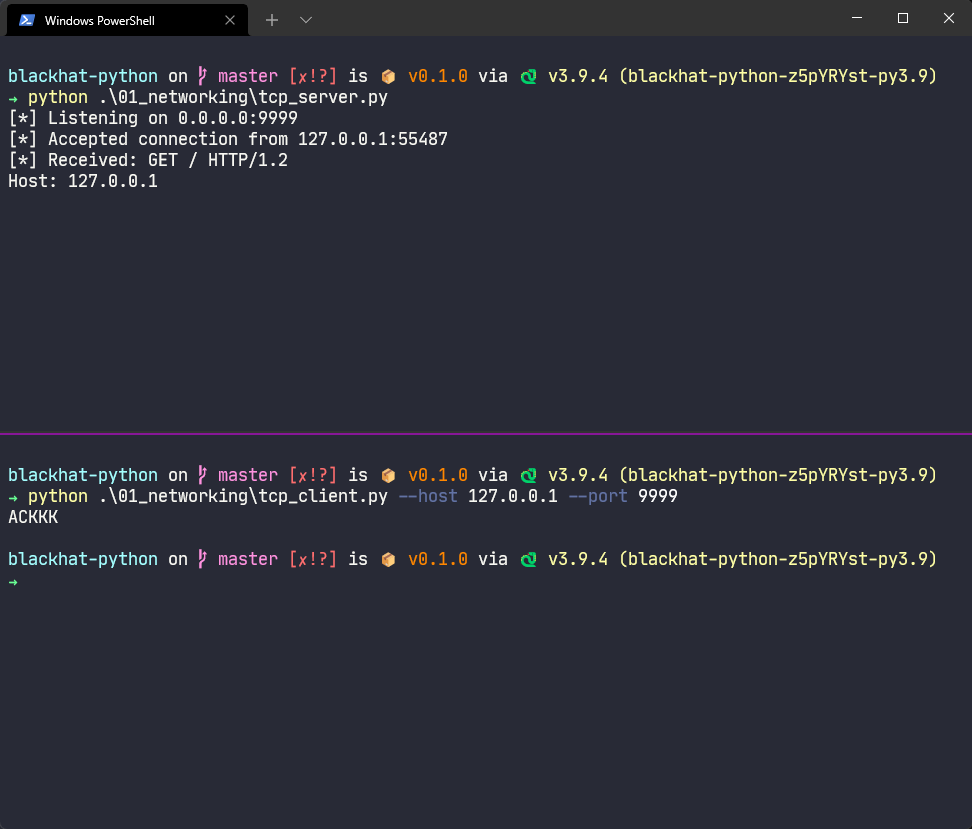 Windows PowerShell
blackhat-python on master [✗!?] is 📦 v0.1.0 via 🐍 v3.9.4 (blackhat-python-z5pYRYst-py3.9)
→ python .\01_networking\tcp_server.py
[*] Listening on 0.0.0.0:9999
[*] Accepted connection from 127.0.0.1:55487
[*] Received: GET / HTTP/1.2
Host: 127.0.0.1
blackhat-python on master [✗!?] is 📦 v0.1.0 via 🐍 v3.9.4 (blackhat-python-z5pYRYst-py3.9)
→ python .\01_networking\tcp_client.py --host 127.0.0.1 --port 9999
ACKKK
blackhat-python on master [✗!?] is 📦 v0.1.0 via 🐍 v3.9.4 (blackhat-python-z5pYRYst-py3.9)
→